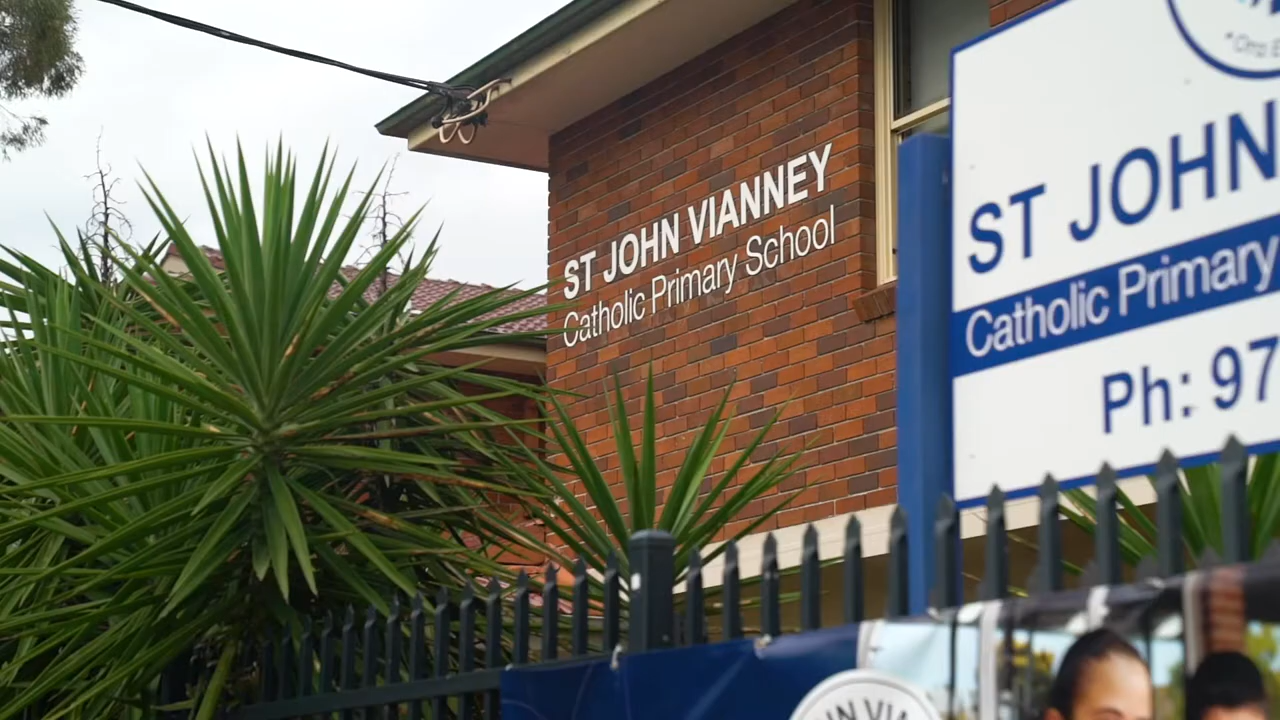 ST JOHN VIANNEY
Catholic Primary School
ST JOHN
Catholic Primary
Ph: 97